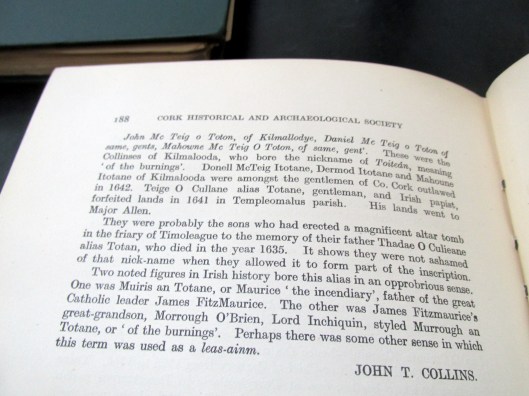 188 CORK HISTORICAL AND ARCHAEOLOGICAL SOCIETY
John Mc Teig o Toton, of Kilmallodye, Daniel Mc Teig o Toton of
same, gents, Mahowne Mc Teig O Toton, of same, gent'. These were the
Collinses of Kilmalooda, who bore the nickname of Toiteda, meaning
' of the burnings'. Donell McTeig Itotane, Dermod Itotane and Mahoune
Itotane of Kilmalooda were amongst the gentlemen of Co. Cork outlawed
in 1642. Teige O Cullane alias Totane, gentleman, and Irish papist,
forfeited lands in 1641 in Templeomalus parish. His lands went to
Major Allen.
They were probably the sons who had erected a magnificent altar tomb
in the friary of Timoleague to the memory of their father Thadae O Culleane
alias Totan, who died in the year 1635. It shows they were not ashamed
of that nick-name when they allowed it to form part of the inscription.
Two noted figures in Irish history bore this alias in an opprobrious sense.
One was Muiris an Totane, or Maurice ' the incendiary', father of the great
Catholic leader James FitzMaurice. The other was James Fitzmaurice's
great-grandson, Morrough O'Brien, Lord Inchiquin, styled Murrough an
Totane, or ' of the burnings'. Perhaps there was some other sense in which
this term was used as a leas-ainm.
JOHN T. COLLINS.